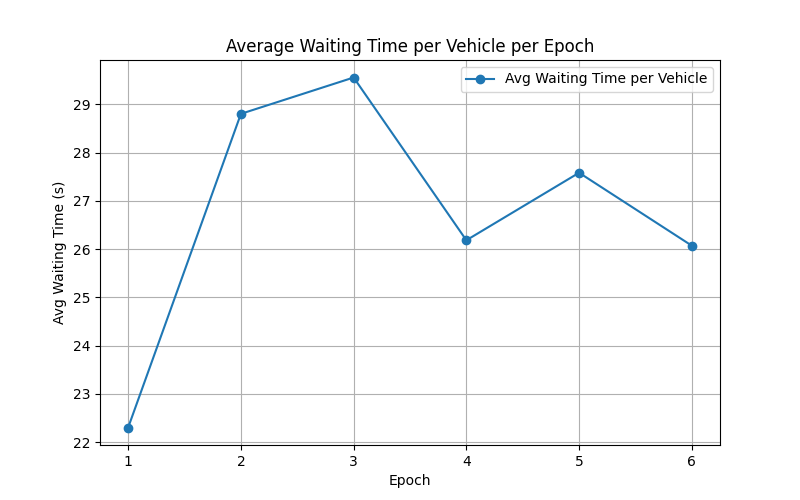 Average Waiting Time per Vehicle per Epoch
Avg Waiting Time per Vehicle
Avg Waiting Time (s)
29
28
27
26
25
24
23
22
1 2 3 4 5 6
Epoch